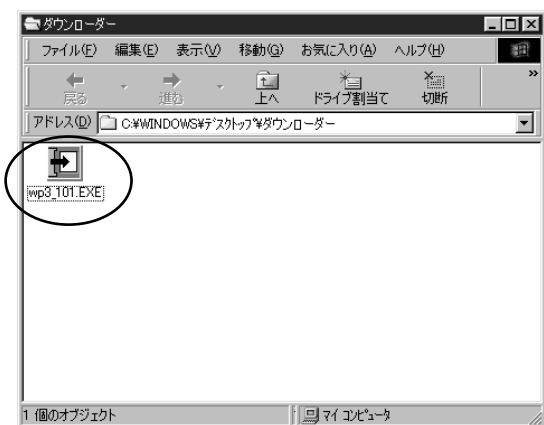 ダウンローダー
ファイル(F) 編集(E) 表示(V) 移動(G) お気に入り(A) ヘルプ(H)
戻る 進む 上へ ドライブ割当て 切断 »
アドレス(D) C:¥WINDOWS¥デスクトップ¥ダウンローダー
wp3_101.EXE
1 個のオブジェクト マイ コンピュータ